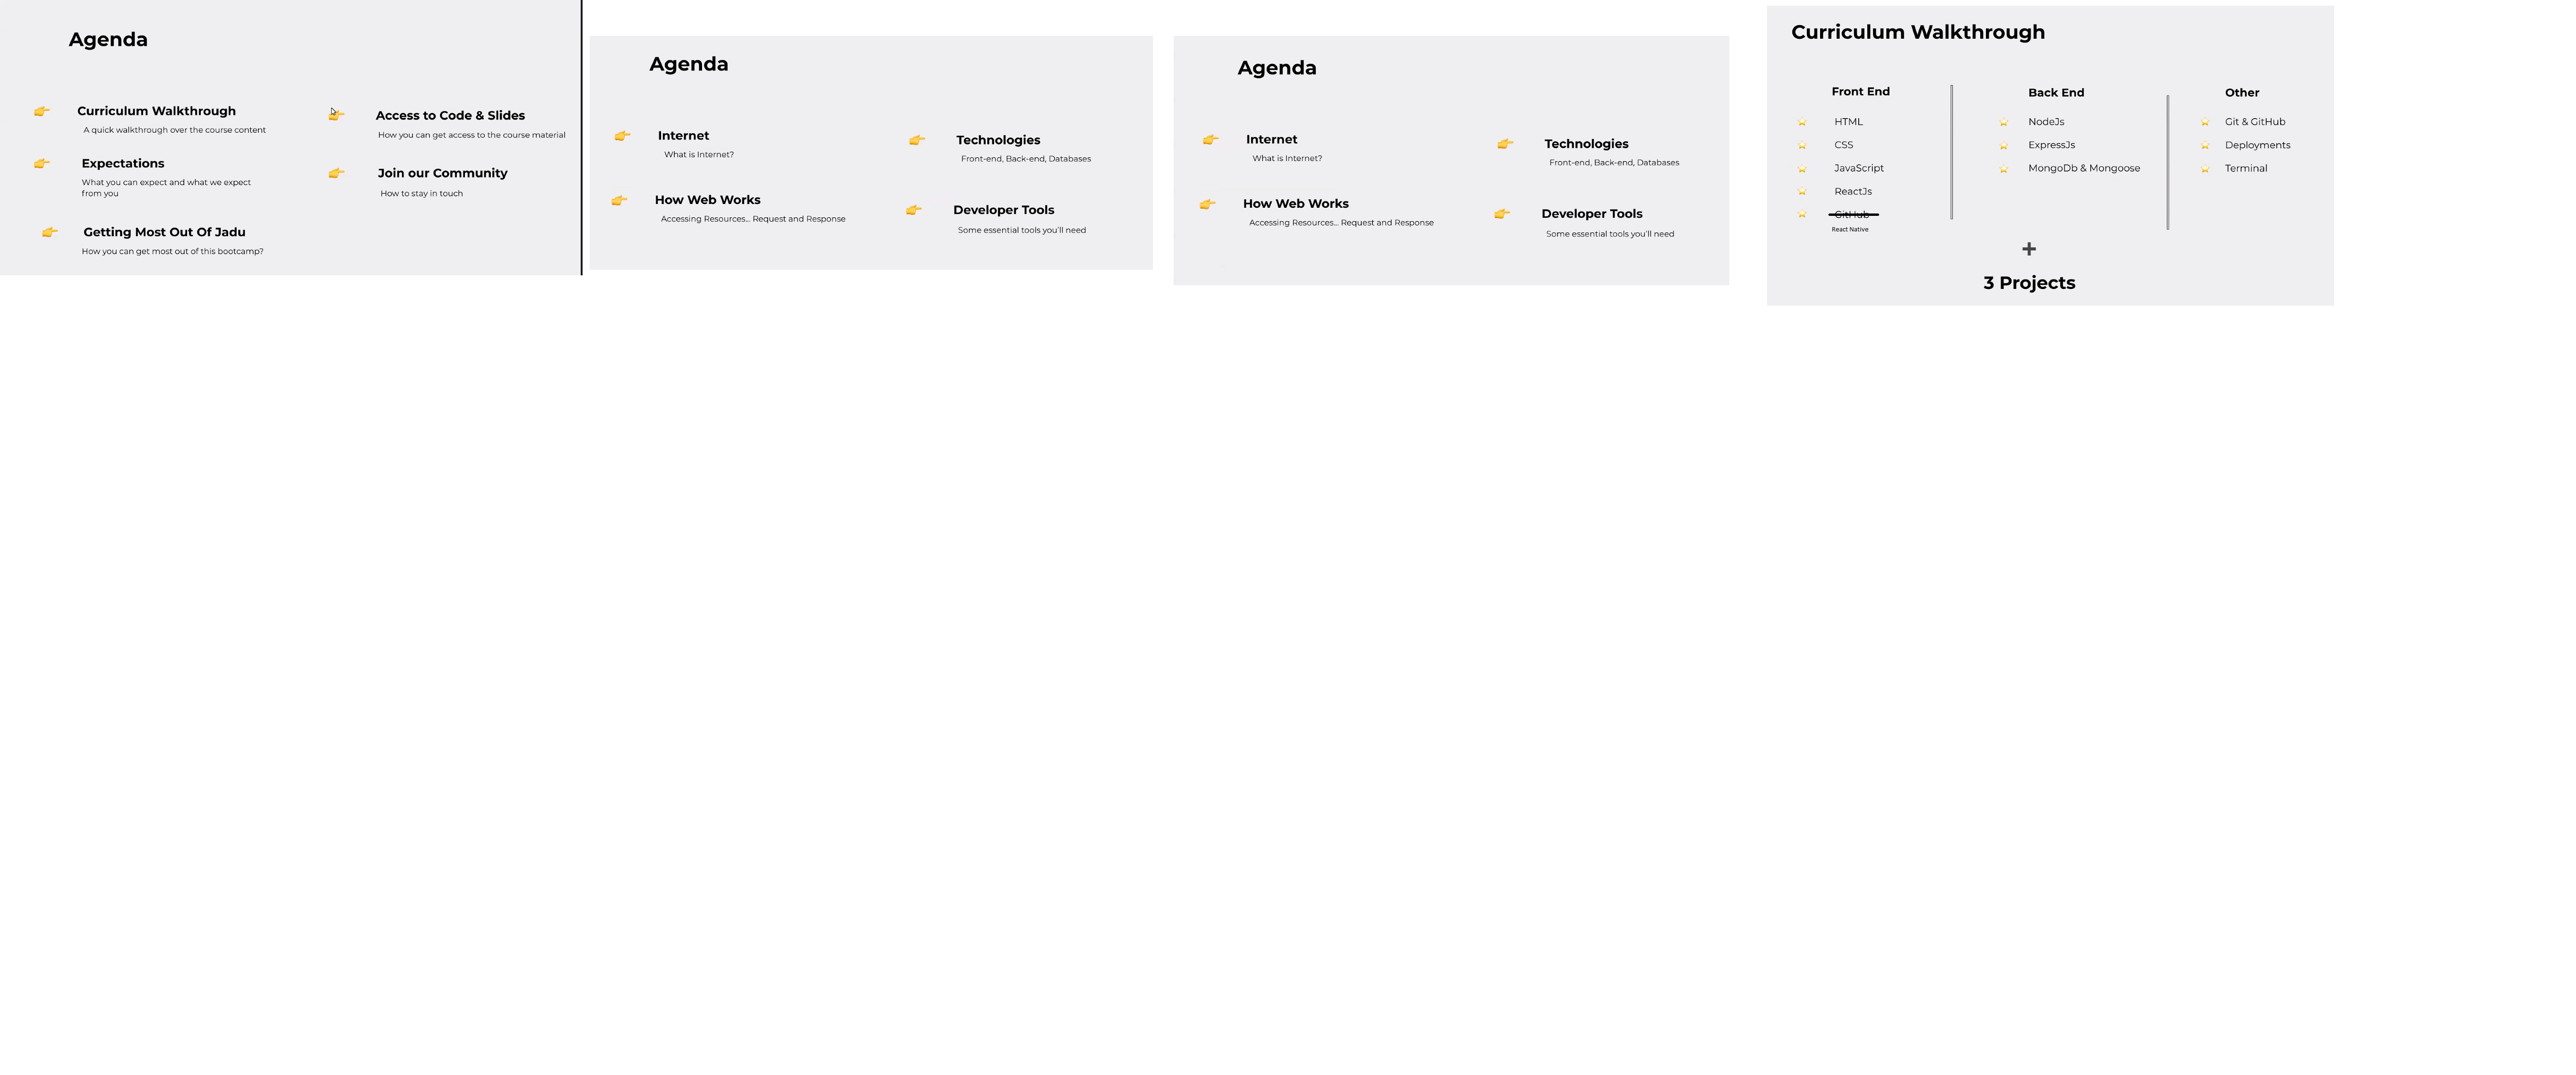 Agenda
Curriculum Walkthrough
A quick walkthrough over the course content
Expectations
What you can expect and what we expect
from you
Getting Most Out Of Jadu
How you can get most out of this bootcamp?
Access to Code & Slides
How you can get access to the course material
Join our Community
How to stay in touch
Agenda
Internet
What is Internet?
How Web Works
Accessing Resources... Request and Response
Technologies
Front-end, Back-end, Databases
Developer Tools
Some essential tools you'll need
Agenda
Internet
What is Internet?
How Web Works
Accessing Resources... Request and Response
Technologies
Front-end, Back-end, Databases
Developer Tools
Some essential tools you'll need
Curriculum Walkthrough
Front End
HTML
CSS
JavaScript
ReactJs
GitHub
React Native
Back End
NodeJs
ExpressJs
MongoDb & Mongoose
Other
Git & GitHub
Deployments
Terminal
+
3 Projects